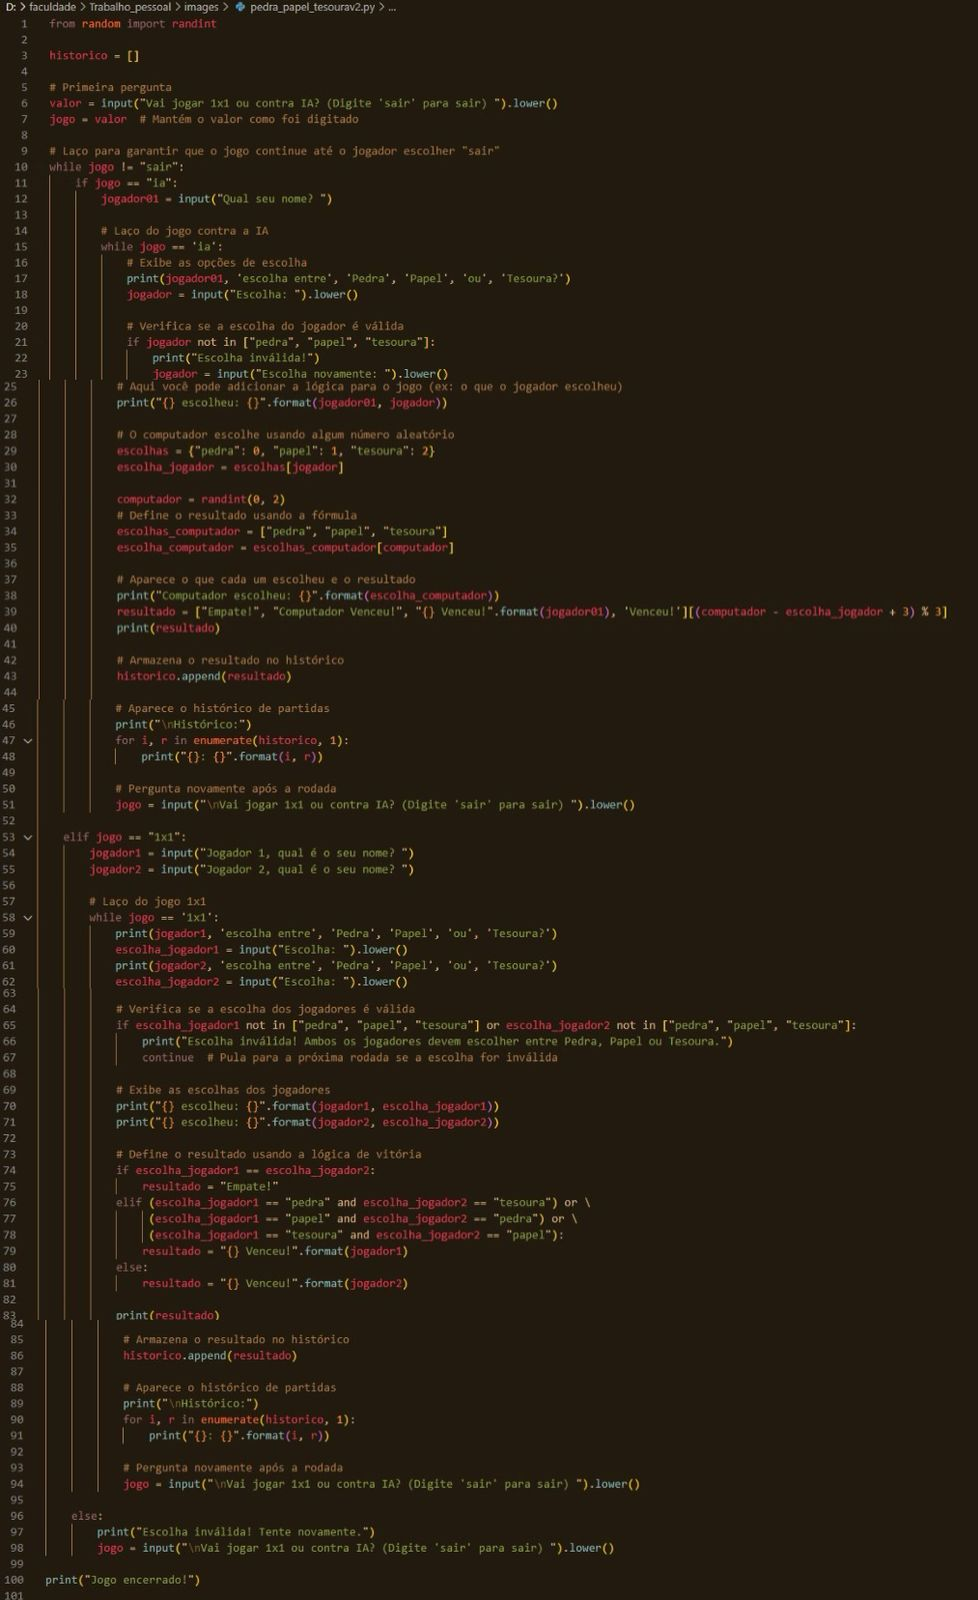 D: > faculdade > Trabalho_pessoal > images > pedra_papel_tesourav2.py > ...
1 from random import randint
2
3 historico = []
4
5 # Primeira pergunta
6 valor = input("Vai jogar 1x1 ou contra IA? (Digite 'sair' para sair) ").lower()
7 jogo = valor  # Mantém o valor como foi digitado
8
9 # Laço para garantir que o jogo continue até o jogador escolher "sair"
10 while jogo != "sair":
11     if jogo == "ia":
12         jogador01 = input("Qual seu nome? ")
13
14         # Laço do jogo contra a IA
15         while jogo == 'ia':
16             # Exibe as opções de escolha
17             print(jogador01, 'escolha entre', 'Pedra', 'Papel', 'ou', 'Tesoura?')
18             jogador = input("Escolha: ").lower()
19
20             # Verifica se a escolha do jogador é válida
21             if jogador not in ["pedra", "papel", "tesoura"]:
22                 print("Escolha inválida!")
23                 jogador = input("Escolha novamente: ").lower()
25             # Aqui você pode adicionar a lógica para o jogo (ex: o que o jogador escolheu)
26             print("{} escolheu: {}".format(jogador01, jogador))
27
28             # O computador escolhe usando algum número aleatório
29             escolhas = {"pedra": 0, "papel": 1, "tesoura": 2}
30             escolha_jogador = escolhas[jogador]
31
32             computador = randint(0, 2)
33             # Define o resultado usando a fórmula
34             escolhas_computador = ["pedra", "papel", "tesoura"]
35             escolha_computador = escolhas_computador[computador]
36
37             # Aparece o que cada um escolheu e o resultado
38             print("Computador escolheu: {}".format(escolha_computador))
39             resultado = ["Empate!", "Computador Venceu!", "{} Venceu!".format(jogador01), 'Venceu!'][(computador - escolha_jogador + 3) % 3]
40             print(resultado)
41
42             # Armazena o resultado no histórico
43             historico.append(resultado)
44
45             # Aparece o histórico de partidas
46             print("\nHistórico:")
47             for i, r in enumerate(historico, 1):
48                 print("{}: {}".format(i, r))
49
50             # Pergunta novamente após a rodada
51             jogo = input("\nVai jogar 1x1 ou contra IA? (Digite 'sair' para sair) ").lower()
52
53     elif jogo == "1x1":
54         jogador1 = input("Jogador 1, qual é o seu nome? ")
55         jogador2 = input("Jogador 2, qual é o seu nome? ")
56
57         # Laço do jogo 1x1
58         while jogo == '1x1':
59             print(jogador1, 'escolha entre', 'Pedra', 'Papel', 'ou', 'Tesoura?')
60             escolha_jogador1 = input("Escolha: ").lower()
61             print(jogador2, 'escolha entre', 'Pedra', 'Papel', 'ou', 'Tesoura?')
62             escolha_jogador2 = input("Escolha: ").lower()
63
64             # Verifica se a escolha dos jogadores é válida
65             if escolha_jogador1 not in ["pedra", "papel", "tesoura"] or escolha_jogador2 not in ["pedra", "papel", "tesoura"]:
66                 print("Escolha inválida! Ambos os jogadores devem escolher entre Pedra, Papel ou Tesoura.")
67                 continue  # Pula para a próxima rodada se a escolha for inválida
68
69             # Exibe as escolhas dos jogadores
70             print("{} escolheu: {}".format(jogador1, escolha_jogador1))
71             print("{} escolheu: {}".format(jogador2, escolha_jogador2))
72
73             # Define o resultado usando a lógica de vitória
74             if escolha_jogador1 == escolha_jogador2:
75                 resultado = "Empate!"
76             elif (escolha_jogador1 == "pedra" and escolha_jogador2 == "tesoura") or \
77                  (escolha_jogador1 == "papel" and escolha_jogador2 == "pedra") or \
78                  (escolha_jogador1 == "tesoura" and escolha_jogador2 == "papel"):
79                 resultado = "{} Venceu!".format(jogador1)
80             else:
81                 resultado = "{} Venceu!".format(jogador2)
82
83             print(resultado)
84
85             # Armazena o resultado no histórico
86             historico.append(resultado)
87
88             # Aparece o histórico de partidas
89             print("\nHistórico:")
90             for i, r in enumerate(historico, 1):
91                 print("{}: {}".format(i, r))
92
93             # Pergunta novamente após a rodada
94             jogo = input("\nVai jogar 1x1 ou contra IA? (Digite 'sair' para sair) ").lower()
95
96     else:
97         print("Escolha inválida! Tente novamente.")
98         jogo = input("\nVai jogar 1x1 ou contra IA? (Digite 'sair' para sair) ").lower()
99
100 print("Jogo encerrado!")
101